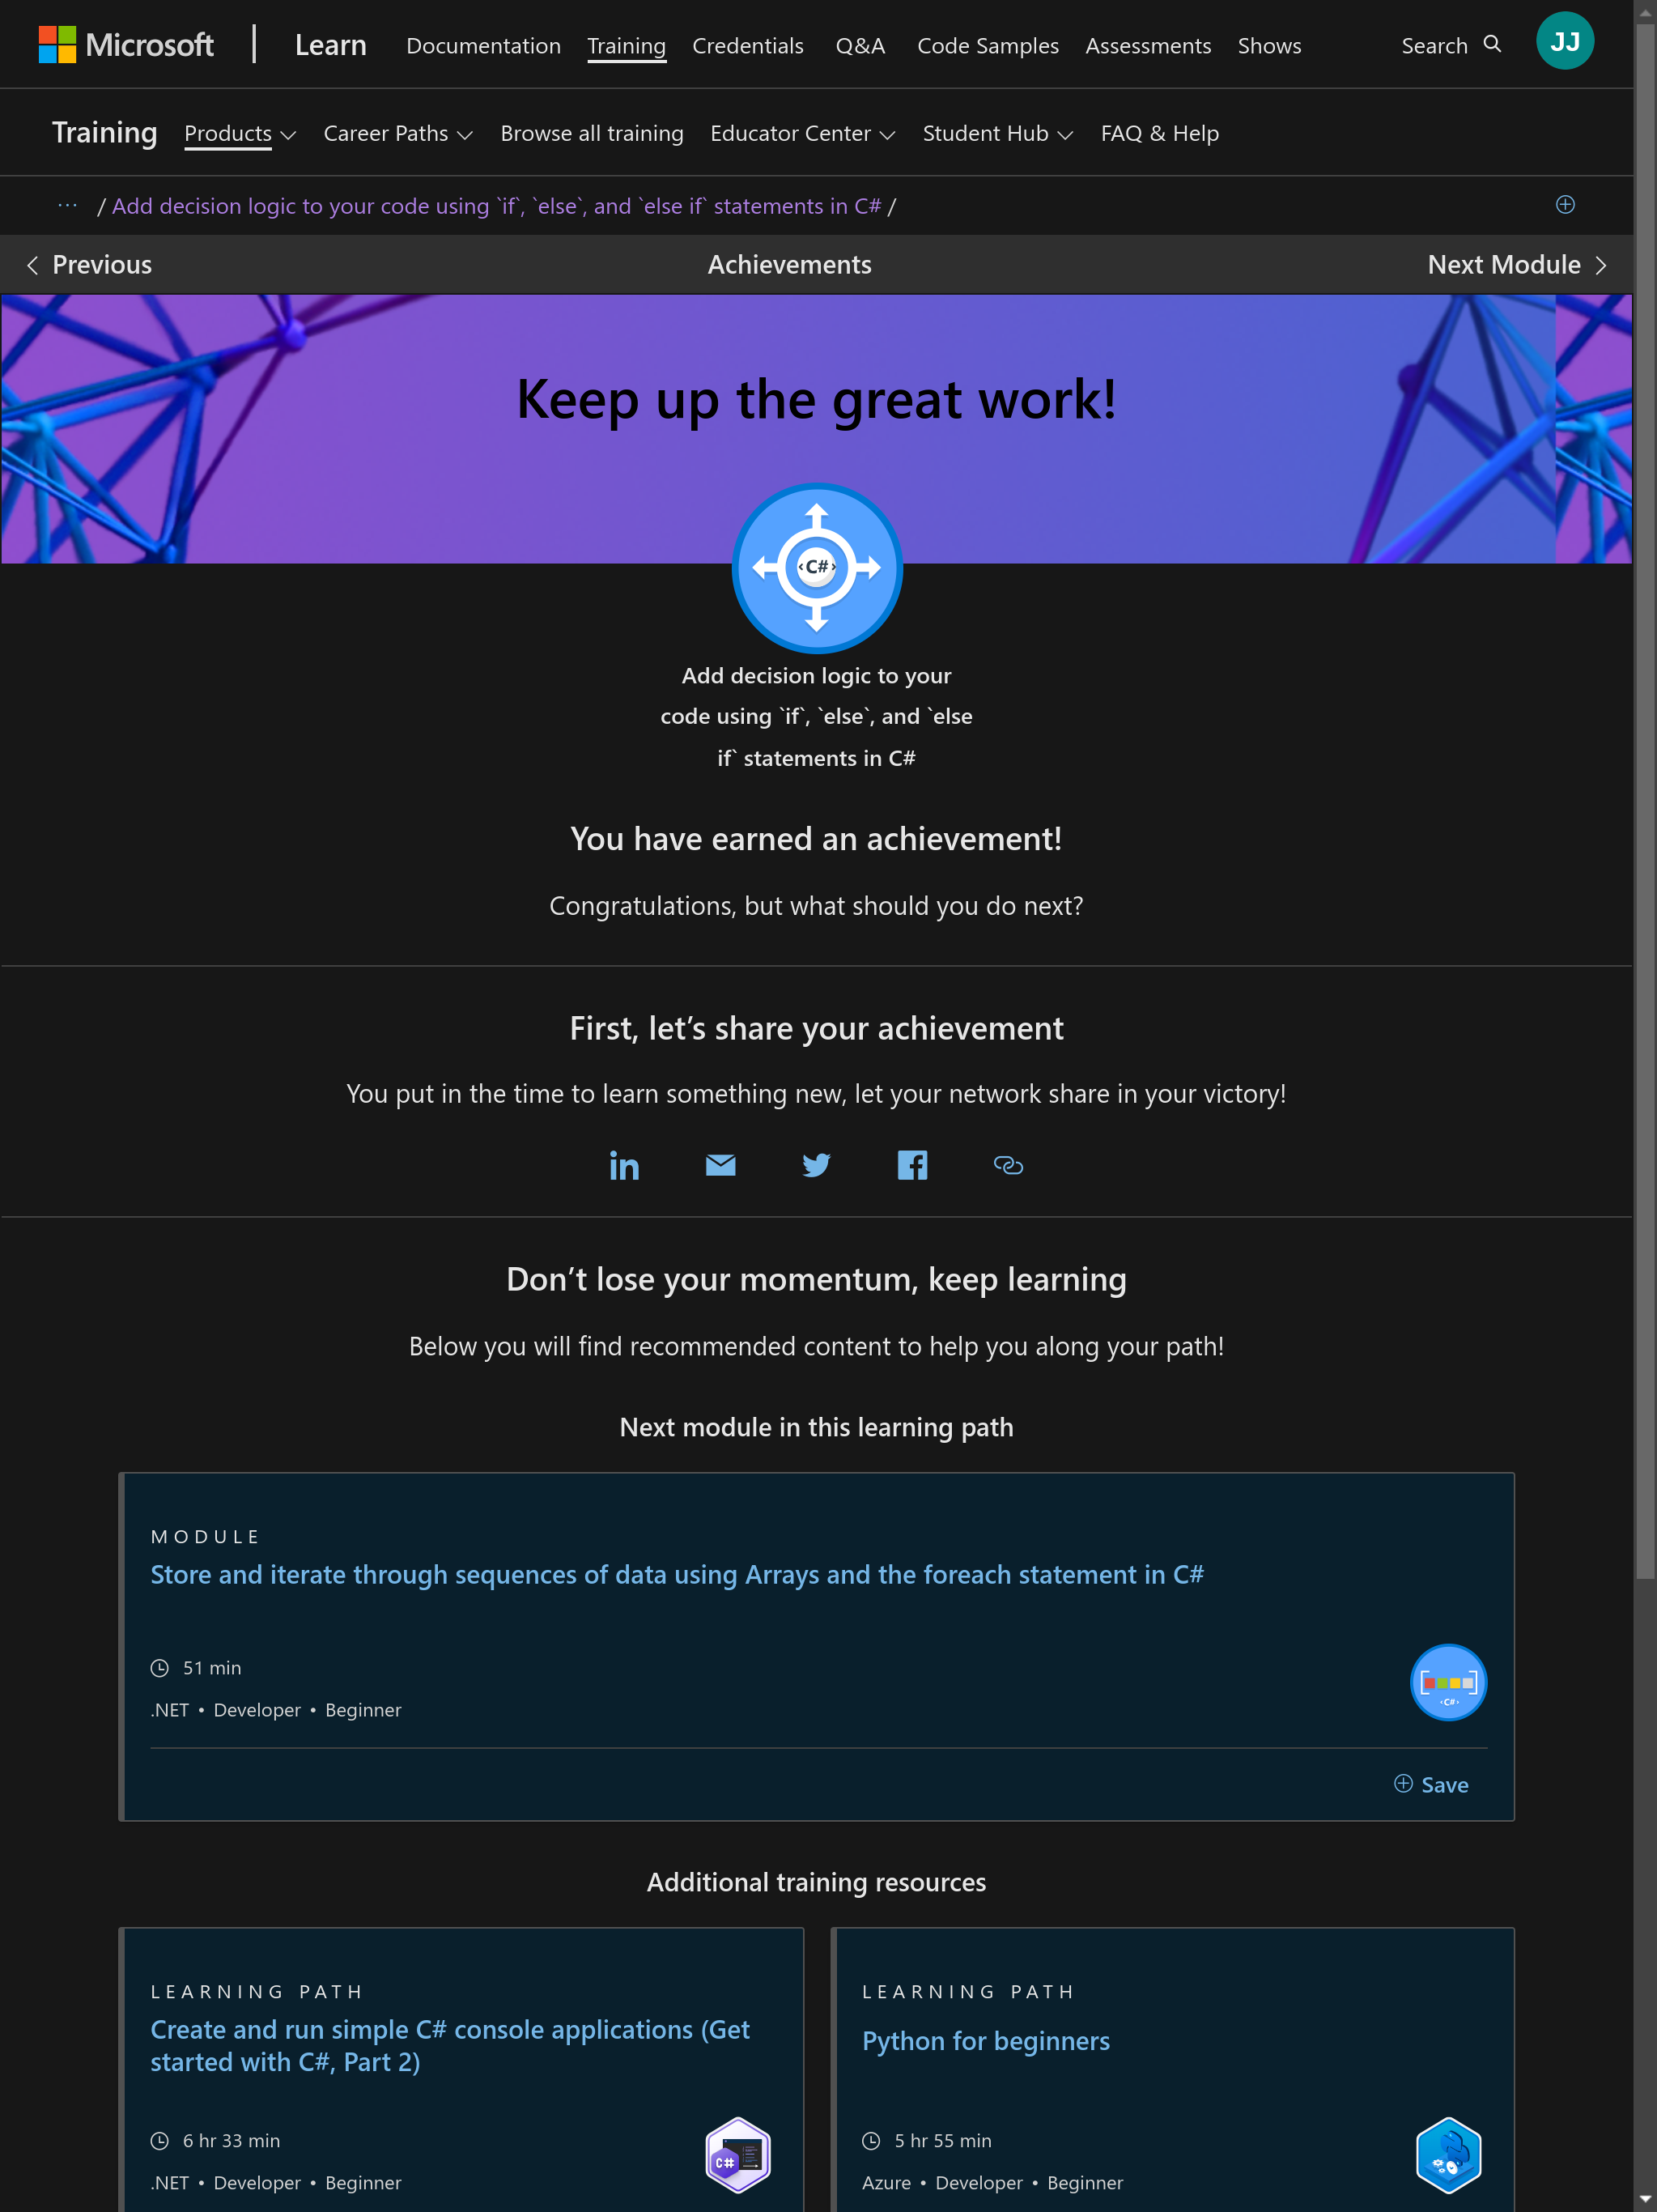 Microsoft
Learn
Documentation
Training
Credentials
Q&A
Code Samples
Assessments
Shows
Search
JJ
Training
Products
Career Paths
Browse all training
Educator Center
Student Hub
FAQ & Help
··· / Add decision logic to your code using `if`, `else`, and `else if` statements in C# /
Previous
Achievements
Next Module
Keep up the great work!
‹C#›
Add decision logic to your
code using `if`, `else`, and `else
if` statements in C#
You have earned an achievement!
Congratulations, but what should you do next?
First, let’s share your achievement
You put in the time to learn something new, let your network share in your victory!
in
f
Don’t lose your momentum, keep learning
Below you will find recommended content to help you along your path!
Next module in this learning path
MODULE
Store and iterate through sequences of data using Arrays and the foreach statement in C#
51 min
.NET • Developer • Beginner
‹C#›
Save
Additional training resources
LEARNING PATH
Create and run simple C# console applications (Get
started with C#, Part 2)
6 hr 33 min
.NET • Developer • Beginner
C#
LEARNING PATH
Python for beginners
5 hr 55 min
Azure • Developer • Beginner